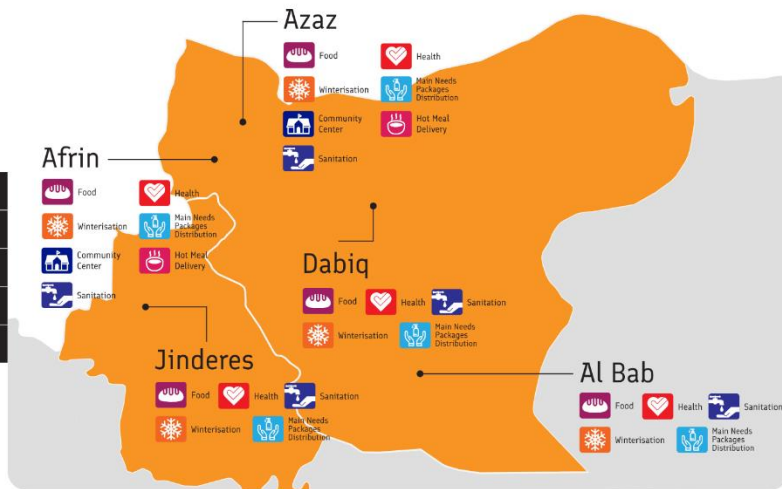 Azaz
Food
Health
Winterisation
Main Needs
Packages
Distribution
Community
Center
Hot Meal
Delivery
Sanitation
Afrin
Food
Health
Winterisation
Main Needs
Packages
Distribution
Community
Center
Hot Meal
Delivery
Sanitation
Dabiq
Food
Health
Sanitation
Winterisation
Main Needs
Packages
Distribution
Jinderes
Food
Health
Sanitation
Winterisation
Main Needs
Packages
Distribution
Al Bab
Food
Health
Sanitation
Winterisation
Main Needs
Packages
Distribution